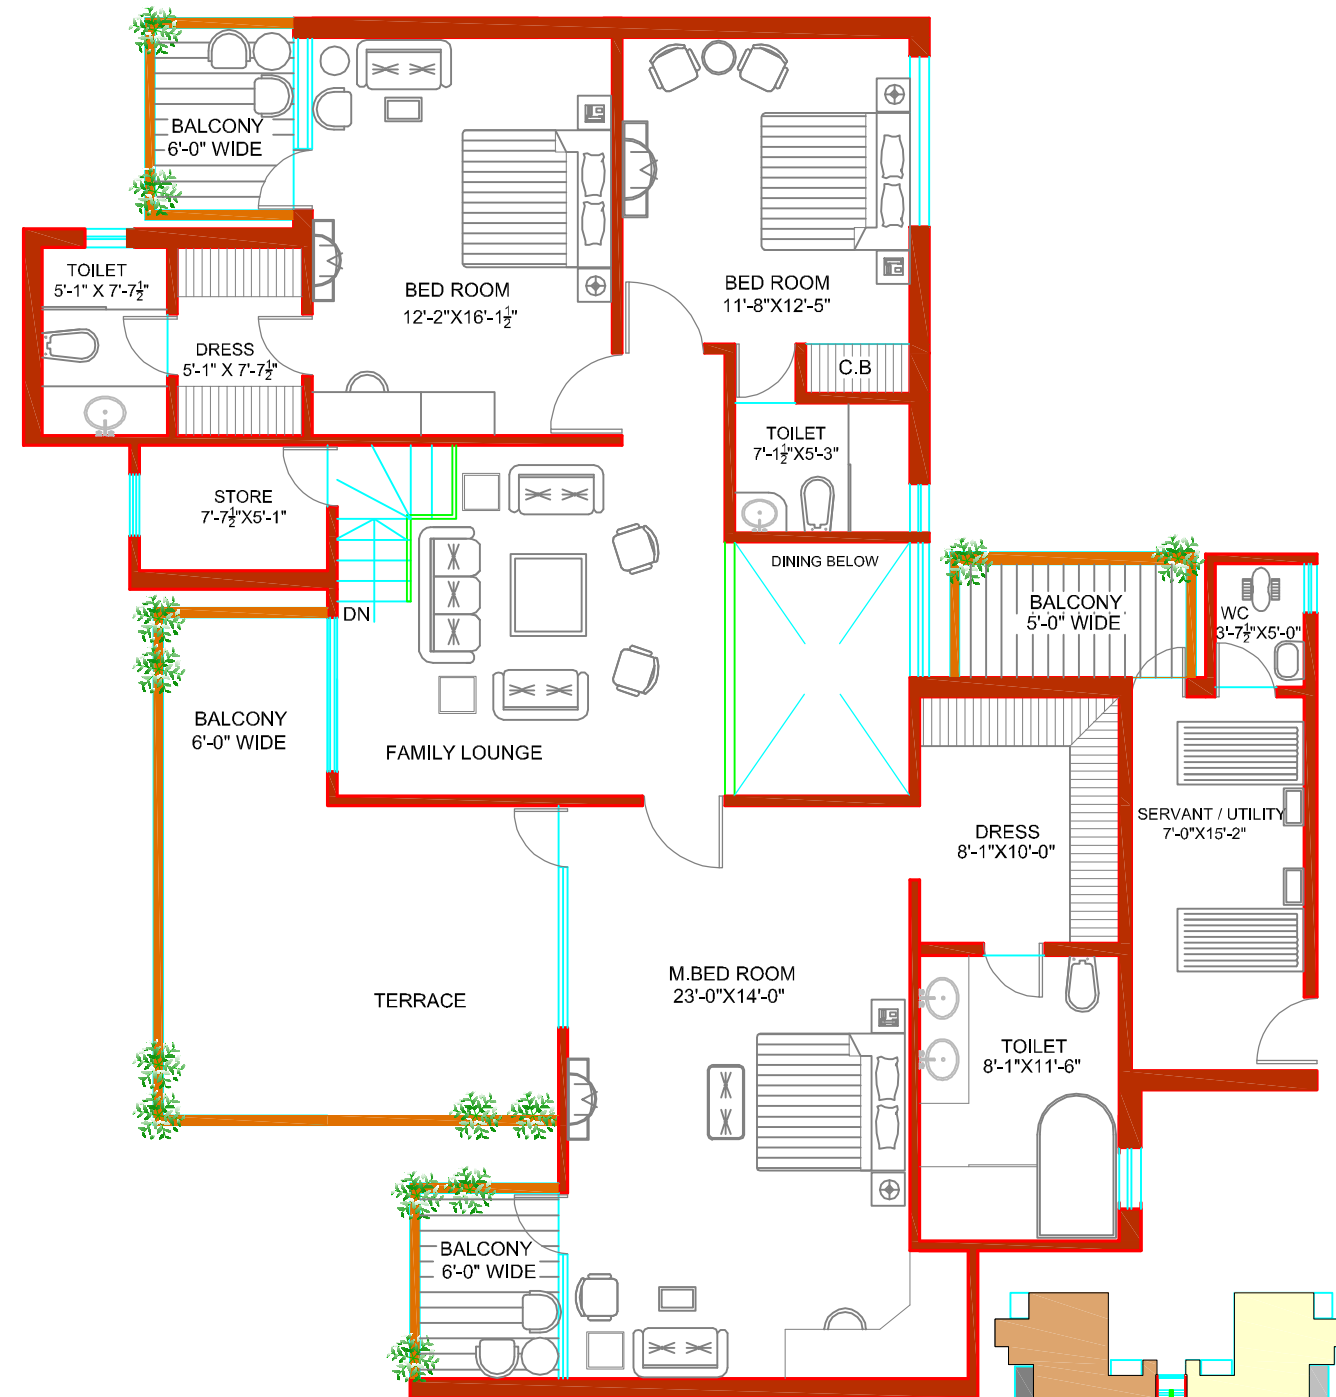 BALCONY
6'-0" WIDE
TOILET
5'-1" X 7'-7½"
DRESS
5'-1" X 7'-7½"
BED ROOM
12'-2"X16'-1½"
BED ROOM
11'-8"X12'-5"
C.B
TOILET
7'-1½"X5'-3"
STORE
7'-7½"X5'-1"
DN
DINING BELOW
BALCONY
5'-0" WIDE
WC
3'-7½"X5'-0"
BALCONY
6'-0" WIDE
FAMILY LOUNGE
SERVANT / UTILITY
7'-0"X15'-2"
DRESS
8'-1"X10'-0"
M.BED ROOM
23'-0"X14'-0"
TERRACE
TOILET
8'-1"X11'-6"
BALCONY
6'-0" WIDE